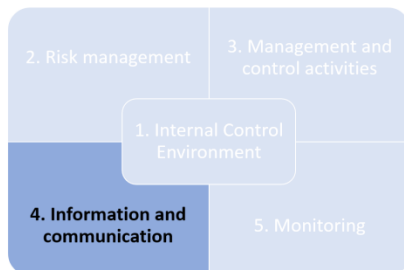 2. Risk management
3. Management and
control activities
1. Internal Control
Environment
4. Information and
communication
5. Monitoring